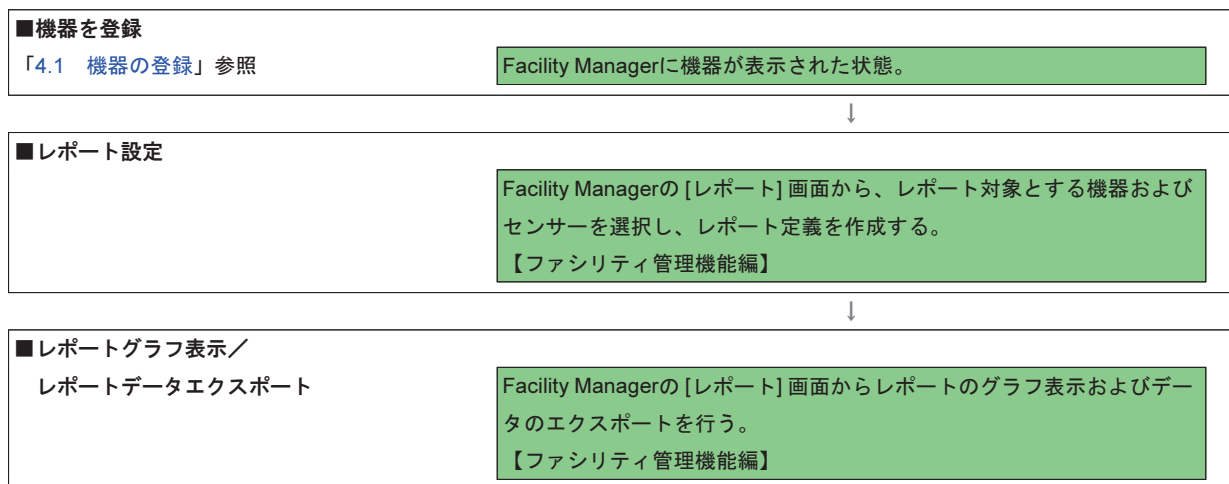 ■機器を登録
「4.1　機器の登録」参照
Facility Managerに機器が表示された状態。
↓
■レポート設定
Facility Managerの [レポート] 画面から、レポート対象とする機器および
センサーを選択し、レポート定義を作成する。
【ファシリティ管理機能編】
↓
■レポートグラフ表示／
レポートデータエクスポート
Facility Managerの [レポート] 画面からレポートのグラフ表示およびデー
タのエクスポートを行う。
【ファシリティ管理機能編】